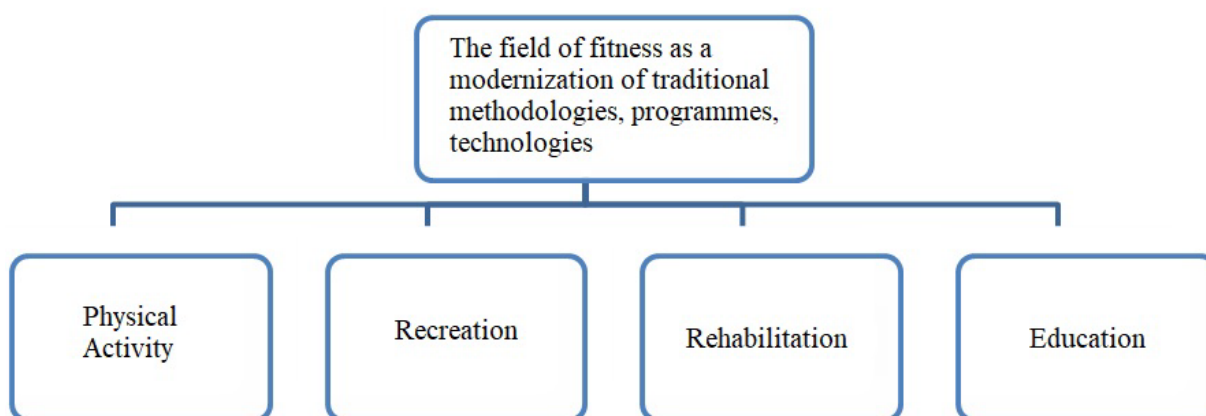 The field of fitness as a
modernization of traditional
methodologies, programmes,
technologies
Physical
Activity
Recreation
Rehabilitation
Education